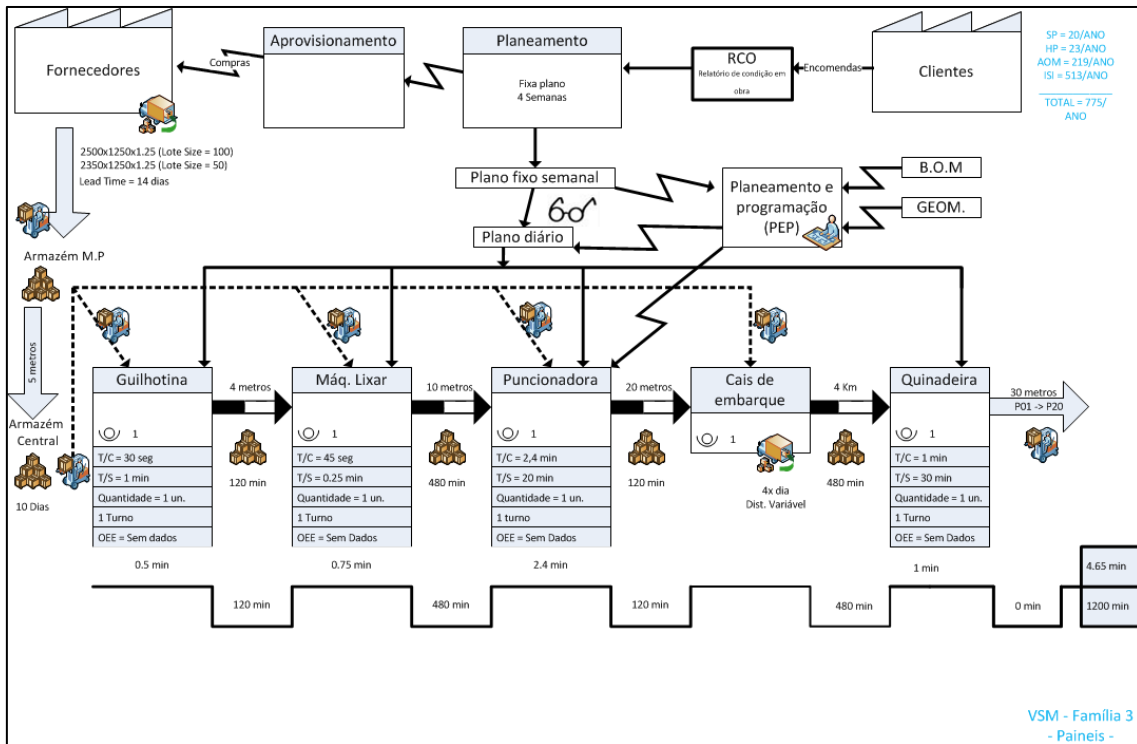 Fornecedores
Compras
Aprovisionamento
Planeamento
Fixa plano
4 Semanas
RCO
Relatório de condição em
obra
Encomendas
Clientes
SP = 20/ANO
HP = 23/ANO
AOM = 219/ANO
ISI = 513/ANO
TOTAL = 775/
ANO
2500x1250x1.25 (Lote Size = 100)
2350x1250x1.25 (Lote Size = 50)
Lead Time = 14 dias
Plano fixo semanal
Plano diário
Planeamento e
programação
(PEP)
B.O.M
GEOM.
Armazém M.P
5 metros
Armazém
Central
10 Dias
Guilhotina
1
T/C = 30 seg
T/S = 1 min
Quantidade = 1 un.
1 Turno
OEE = Sem dados
4 metros
120 min
Máq. Lixar
1
T/C = 45 seg
T/S = 0.25 min
Quantidade = 1 un.
1 Turno
OEE = Sem Dados
10 metros
480 min
Puncionadora
1
T/C = 2,4 min
T/S = 20 min
Quantidade = 1 un.
1 turno
OEE = Sem Dados
20 metros
120 min
Cais de
embarque
1
4x dia
Dist. Variável
4 Km
480 min
Quinadeira
1
T/C = 1 min
T/S = 30 min
Quantidade = 1 un.
1 Turno
OEE = Sem Dados
30 metros
P01 -> P20
0.5 min
0.75 min
2.4 min
1 min
4.65 min
120 min
480 min
120 min
480 min
0 min
1200 min
VSM - Família 3
- Paineis -